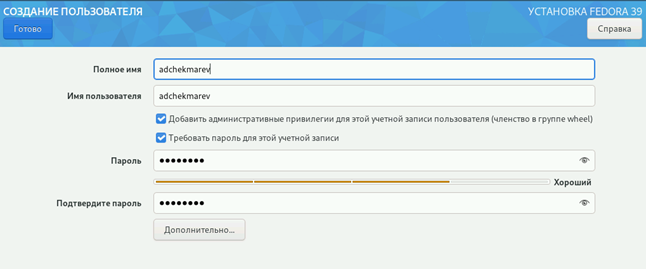 СОЗДАНИЕ ПОЛЬЗОВАТЕЛЯ УСТАНОВКА FEDORA 39
Готово Справка
Полное имя adchekmarev
Имя пользователя adchekmarev
Добавить административные привилегии для этой учетной записи пользователя (членство в группе wheel)
Требовать пароль для этой учетной записи
Пароль ●●●●●●●●
Хороший
Подтвердите пароль ●●●●●●●●
Дополнительно...